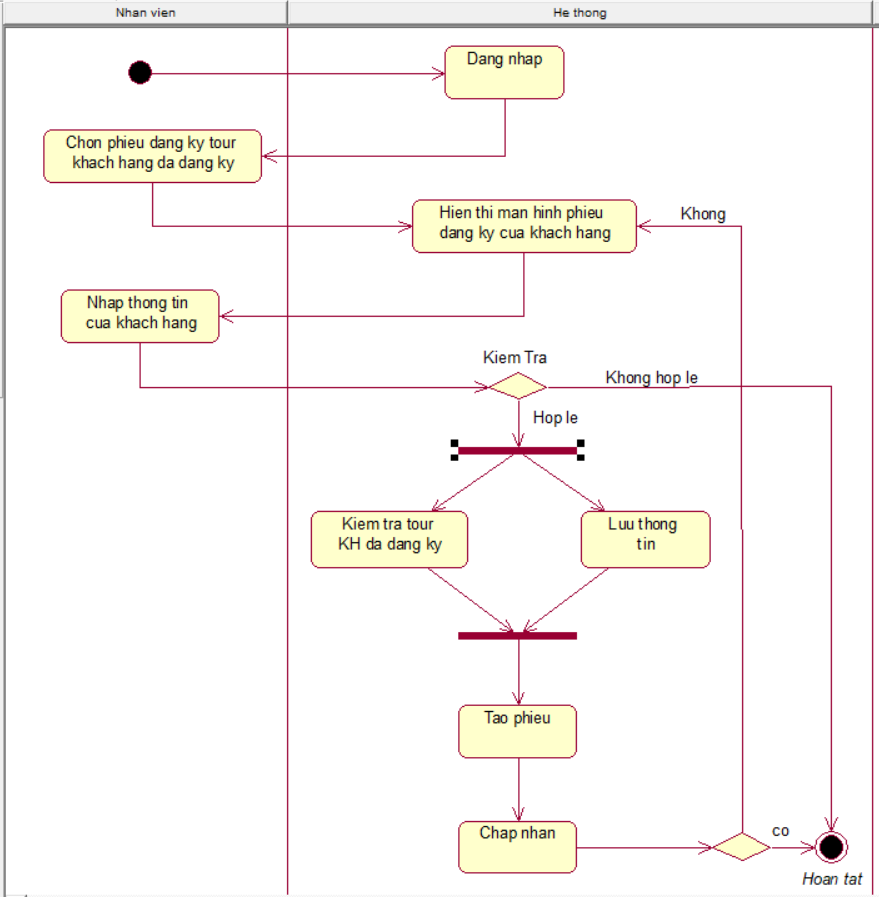 Nhan vien
He thong
Dang nhap
Chon phieu dang ky tour
khach hang da dang ky
Hien thi man hinh phieu
dang ky cua khach hang
Khong
Nhap thong tin
cua khach hang
Kiem Tra
Khong hop le
Hop le
Kiem tra tour
KH da dang ky
Luu thong
tin
Tao phieu
Chap nhan
co
Hoan tat